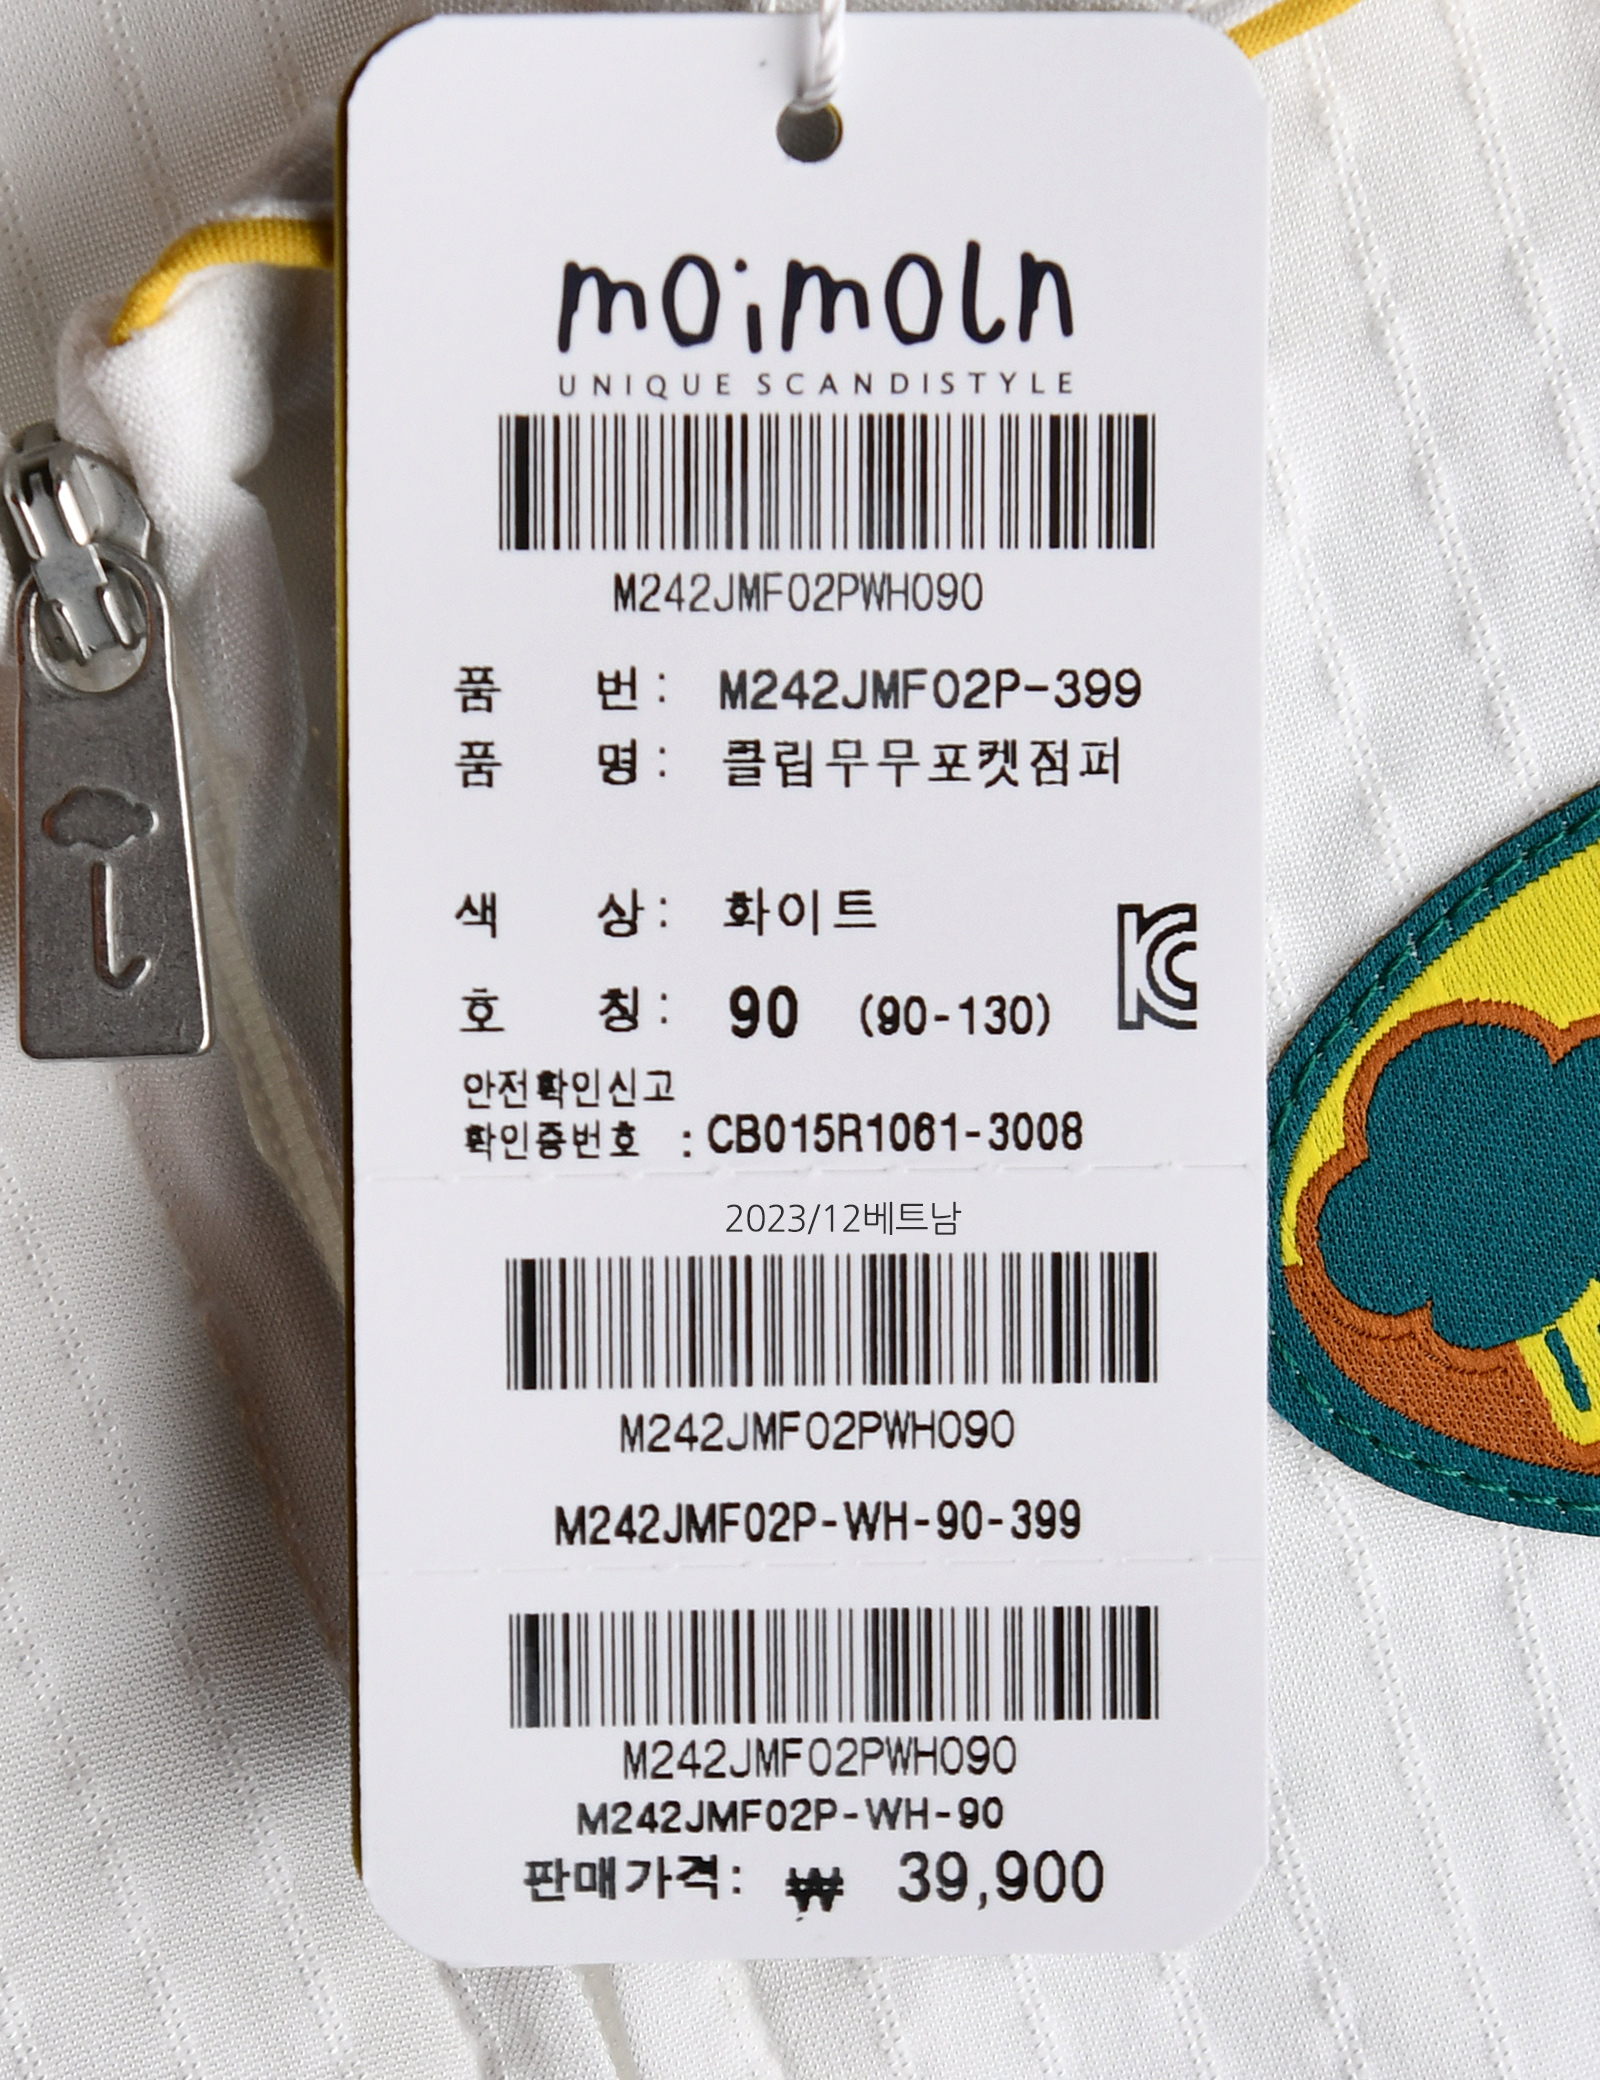 moimoln
UNIQUE SCANDISTYLE
M242JMF02PWH090
품 번 : M242JMF02P-399
품 명 : 클립무무포켓점퍼
색 상 : 화이트
호 칭 : 90 (90-130)
안전확인신고
확인증번호 : CB015R1061-3008
2023/12베트남
M242JMF02PWH090
M242JMF02P-WH-90-399
M242JMF02PWH090
M242JMF02P-WH-90
판매가격: ₩ 39,900